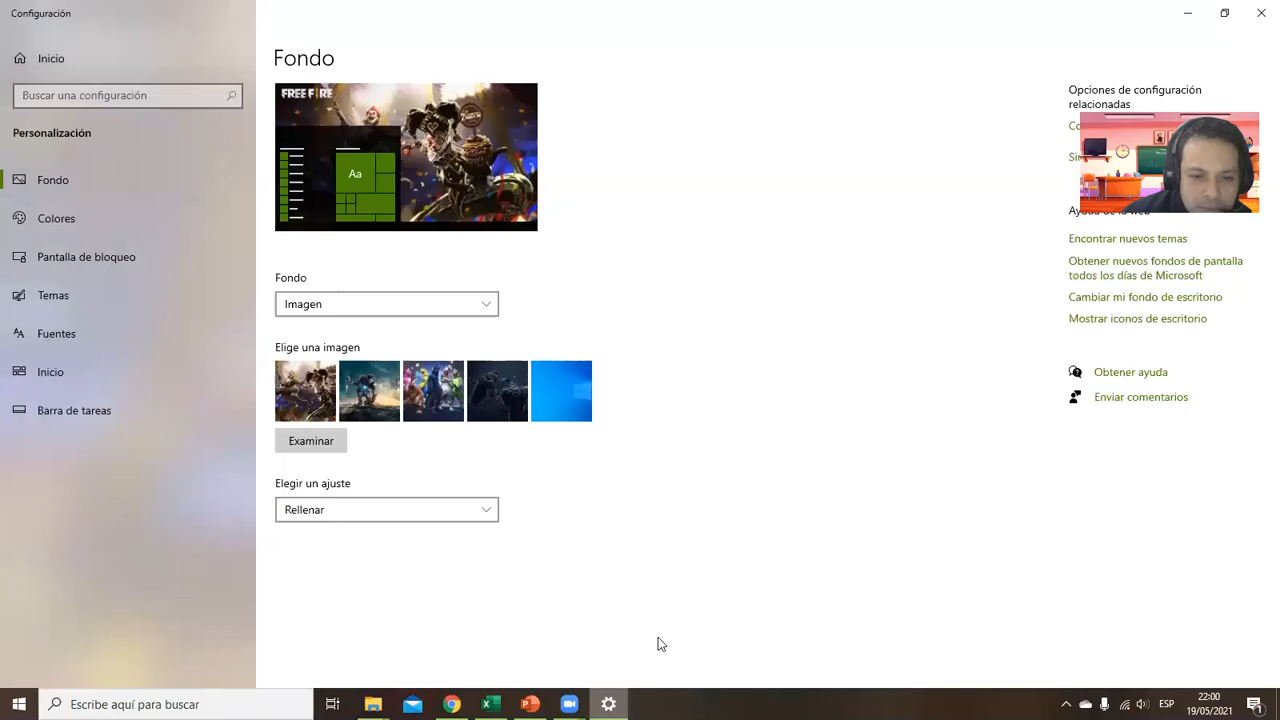 Configuración
Inicio
Buscar una configuración
Personalización
Fondo
Colores
Pantalla de bloqueo
Temas
Fuentes
Inicio
Barra de tareas
Fondo
FREE FIRE
Aa
Fondo
Imagen
Elige una imagen
Examinar
Elegir un ajuste
Rellenar
Opciones de configuración
relacionadas
Encontrar nuevos temas
Obtener nuevos fondos de pantalla
todos los días de Microsoft
Cambiar mi fondo de escritorio
Mostrar iconos de escritorio
Obtener ayuda
Enviar comentarios
Escribe aquí para buscar
ESP
22:00
19/05/2021
1